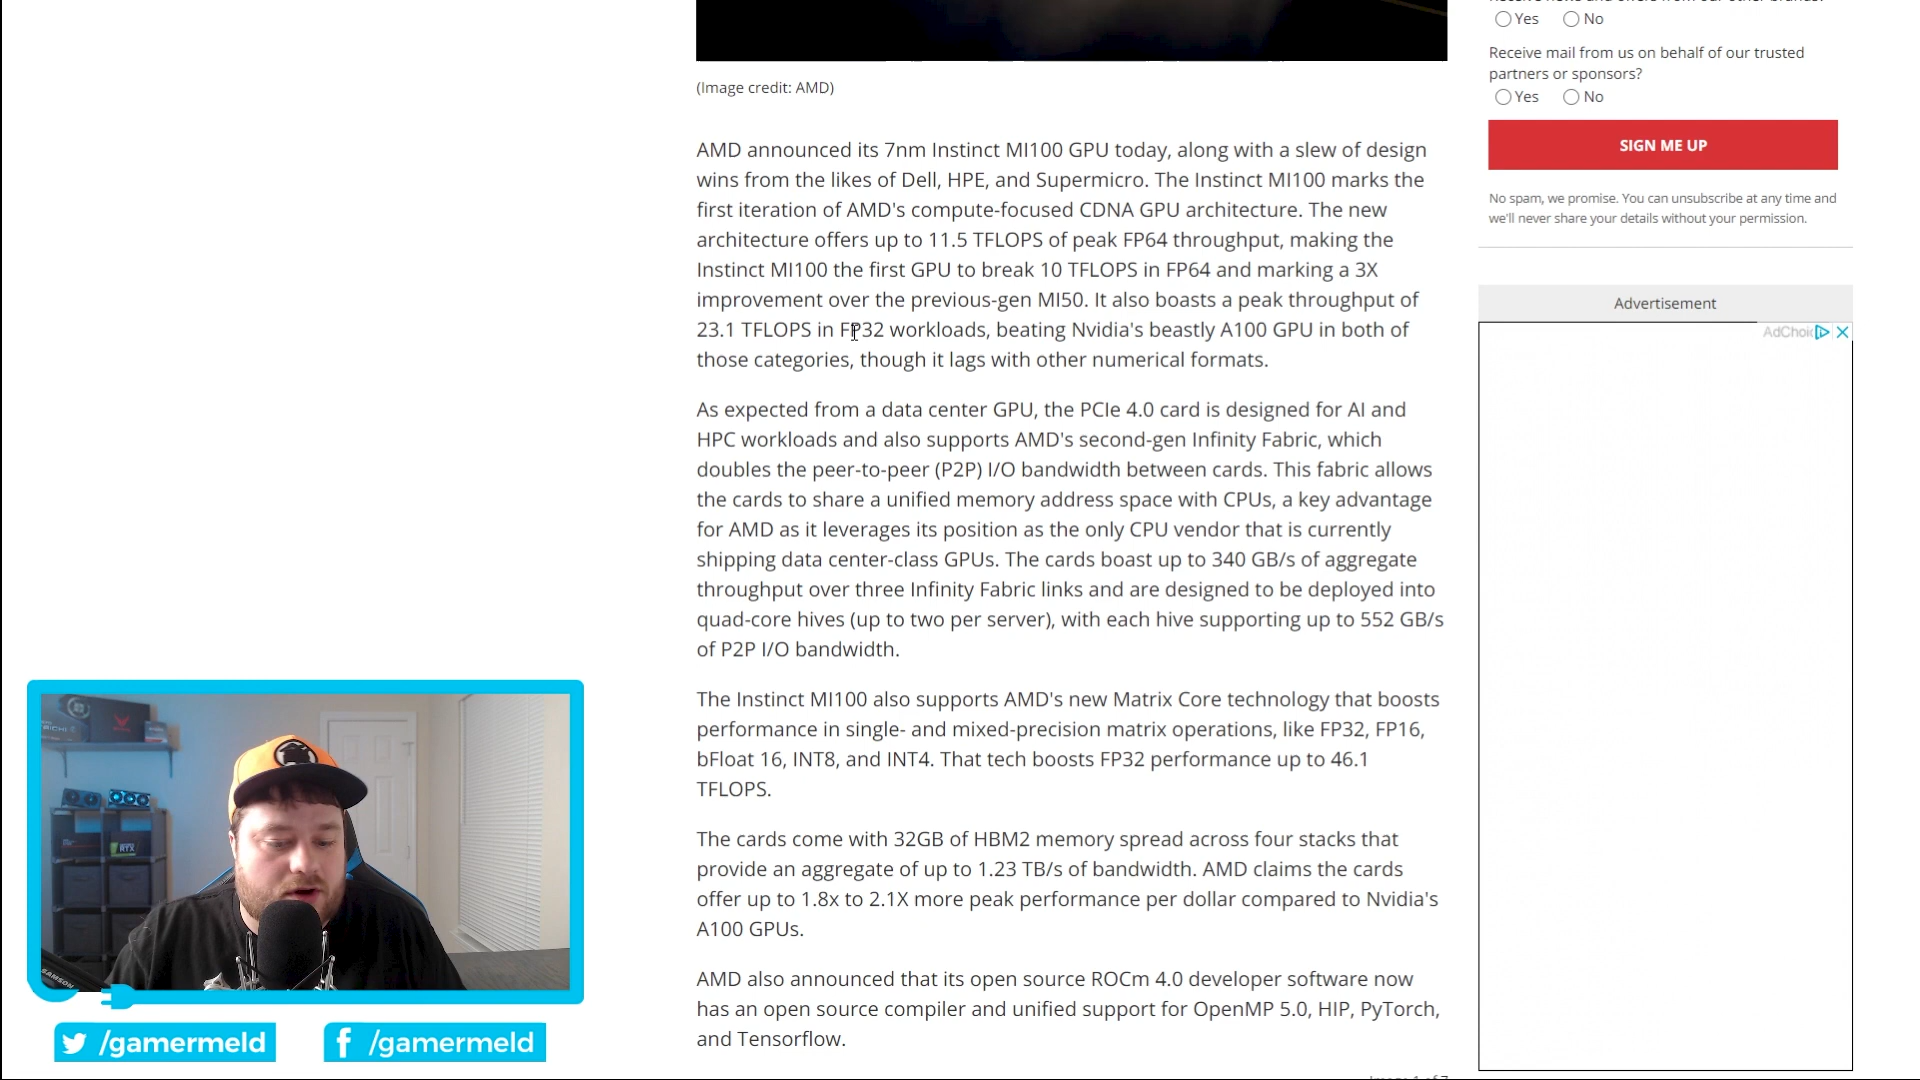 Yes No
Receive mail from us on behalf of our trusted
partners or sponsors?
Yes No
SIGN ME UP
No spam, we promise. You can unsubscribe at any time and
we'll never share your details without your permission.
Advertisement
(Image credit: AMD)
AMD announced its 7nm Instinct MI100 GPU today, along with a slew of design
wins from the likes of Dell, HPE, and Supermicro. The Instinct MI100 marks the
first iteration of AMD's compute-focused CDNA GPU architecture. The new
architecture offers up to 11.5 TFLOPS of peak FP64 throughput, making the
Instinct MI100 the first GPU to break 10 TFLOPS in FP64 and marking a 3X
improvement over the previous-gen MI50. It also boasts a peak throughput of
23.1 TFLOPS in FP32 workloads, beating Nvidia's beastly A100 GPU in both of
those categories, though it lags with other numerical formats.
As expected from a data center GPU, the PCIe 4.0 card is designed for AI and
HPC workloads and also supports AMD's second-gen Infinity Fabric, which
doubles the peer-to-peer (P2P) I/O bandwidth between cards. This fabric allows
the cards to share a unified memory address space with CPUs, a key advantage
for AMD as it leverages its position as the only CPU vendor that is currently
shipping data center-class GPUs. The cards boast up to 340 GB/s of aggregate
throughput over three Infinity Fabric links and are designed to be deployed into
quad-core hives (up to two per server), with each hive supporting up to 552 GB/s
of P2P I/O bandwidth.
The Instinct MI100 also supports AMD's new Matrix Core technology that boosts
performance in single- and mixed-precision matrix operations, like FP32, FP16,
bFloat 16, INT8, and INT4. That tech boosts FP32 performance up to 46.1
TFLOPS.
The cards come with 32GB of HBM2 memory spread across four stacks that
provide an aggregate of up to 1.23 TB/s of bandwidth. AMD claims the cards
offer up to 1.8x to 2.1X more peak performance per dollar compared to Nvidia's
A100 GPUs.
AMD also announced that its open source ROCm 4.0 developer software now
has an open source compiler and unified support for OpenMP 5.0, HIP, PyTorch,
and Tensorflow.
SAMSON
/gamermeld /gamermeld